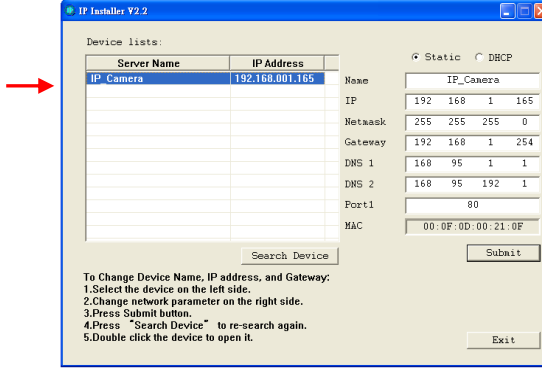 IP Installer V2.2
Device lists:
Server Name IP Address
IP_Camera 192.168.001.165
Static DHCP
Name IP_Camera
IP 192 168 1 165
Netmask 255 255 255 0
Gateway 192 168 1 254
DNS 1 168 95 1 1
DNS 2 168 95 192 1
Port1 80
MAC 00:0F:0D:00:21:0F
Search Device
Submit
To Change Device Name, IP address, and Gateway:
1.Select the device on the left side.
2.Change network parameter on the right side.
3.Press Submit button.
4.Press “Search Device” to re-search again.
5.Double click the device to open it.
Exit